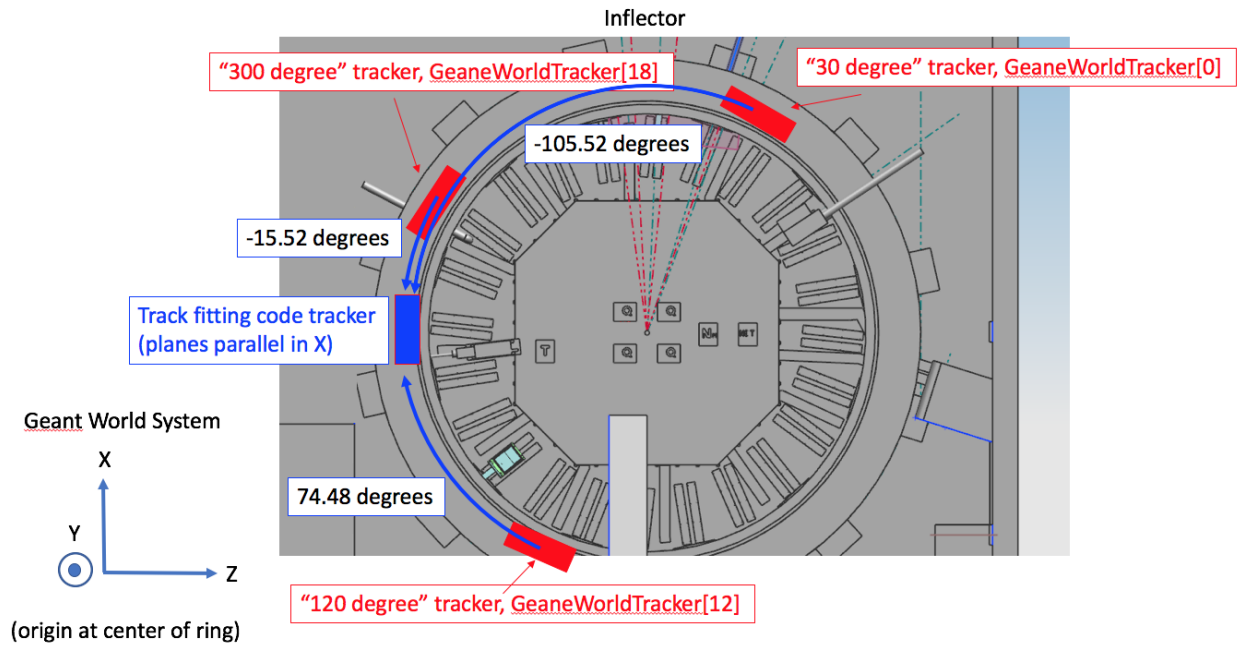 Inflector
“300 degree” tracker, GeaneWorldTracker[18]
“30 degree” tracker, GeaneWorldTracker[0]
-105.52 degrees
-15.52 degrees
Track fitting code tracker
(planes parallel in X)
Q
Q
Q
Q
T
Geant World System
X
Y
Z
74.48 degrees
“120 degree” tracker, GeaneWorldTracker[12]
(origin at center of ring)